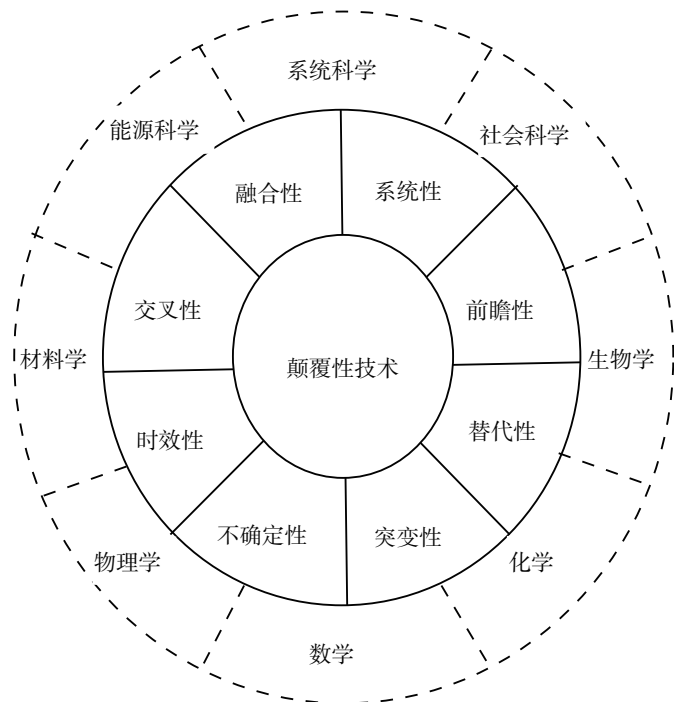 系统科学
能源科学
社会科学
融合性
系统性
交叉性
前瞻性
材料学
颠覆性技术
生物学
时效性
替代性
不确定性
突变性
物理学
化学
数学